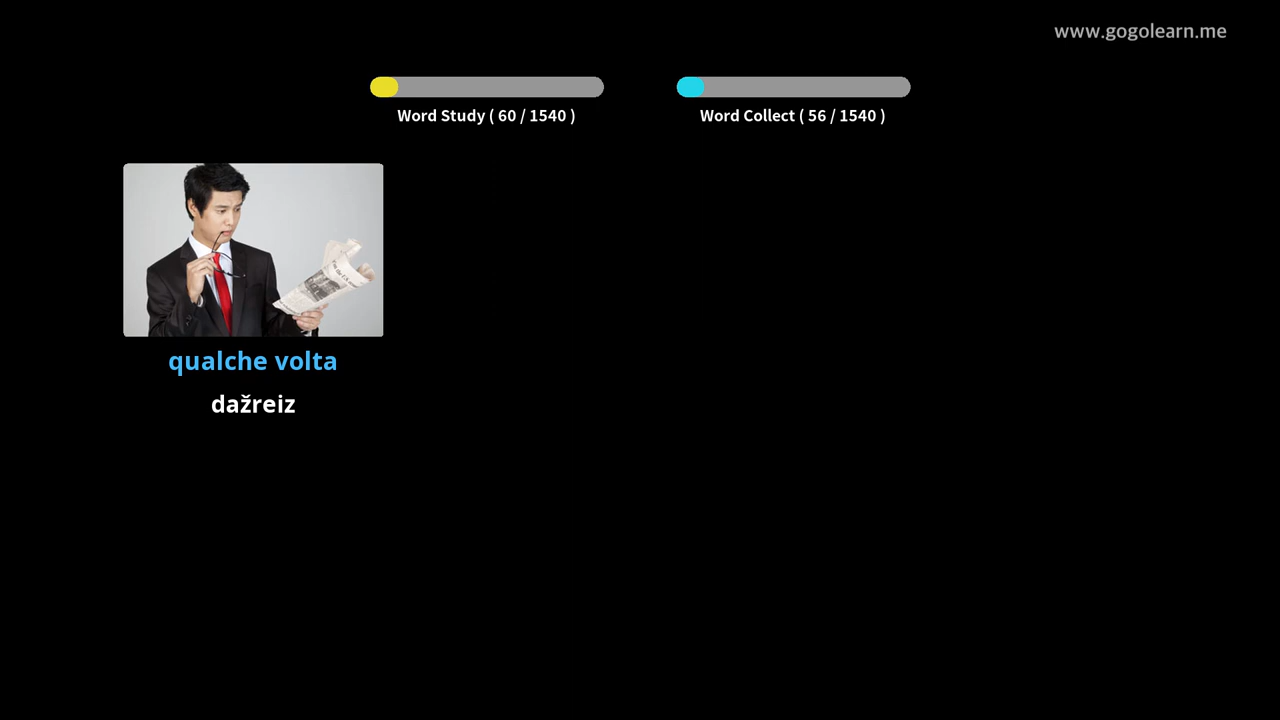 www.gogolearn.me
Word Study ( 60 / 1540 )
Word Collect ( 56 / 1540 )
qualche volta
dažreiz